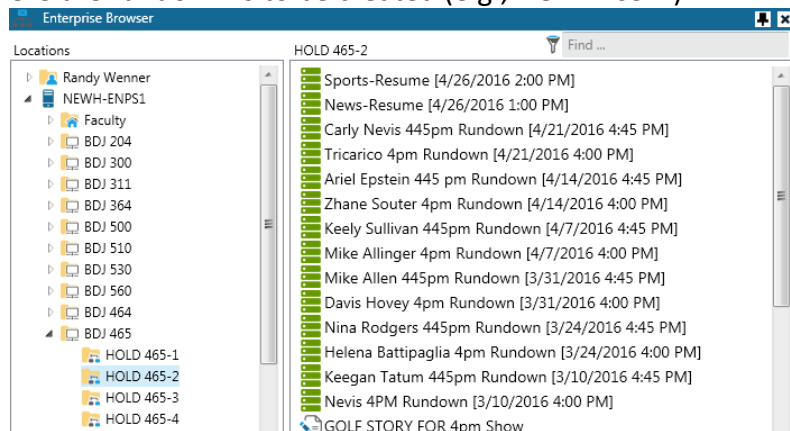 Enterprise Browser
Locations
Randy Wenner
NEWH-ENPS1
Faculty
BDJ 204
BDJ 300
BDJ 311
BDJ 364
BDJ 500
BDJ 510
BDJ 530
BDJ 560
BDJ 464
BDJ 465
HOLD 465-1
HOLD 465-2
HOLD 465-3
HOLD 465-4
HOLD 465-2
Find ...
Sports-Resume [4/26/2016 2:00 PM]
News-Resume [4/26/2016 1:00 PM]
Carly Nevis 445pm Rundown [4/21/2016 4:45 PM]
Tricarico 4pm Rundown [4/21/2016 4:00 PM]
Ariel Epstein 445 pm Rundown [4/14/2016 4:45 PM]
Zhane Souter 4pm Rundown [4/14/2016 4:00 PM]
Keely Sullivan 445pm Rundown [4/7/2016 4:45 PM]
Mike Allinger 4pm Rundown [4/7/2016 4:00 PM]
Mike Allen 445pm Rundown [3/31/2016 4:45 PM]
Davis Hovey 4pm Rundown [3/31/2016 4:00 PM]
Nina Rodgers 445pm Rundown [3/24/2016 4:45 PM]
Helena Battipaglia 4pm Rundown [3/24/2016 4:00 PM]
Keegan Tatum 445pm Rundown [3/10/2016 4:45 PM]
Nevis 4PM Rundown [3/10/2016 4:00 PM]
GOLF STORY FOR 4pm Show